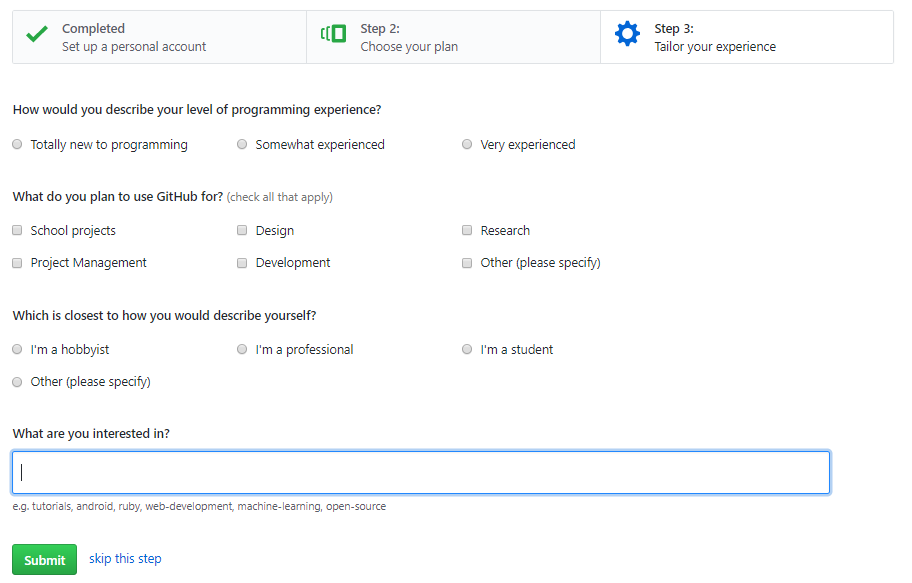 Completed
Set up a personal account
Step 2:
Choose your plan
Step 3:
Tailor your experience
How would you describe your level of programming experience?
Totally new to programming
Somewhat experienced
Very experienced
What do you plan to use GitHub for? (check all that apply)
School projects
Design
Research
Project Management
Development
Other (please specify)
Which is closest to how you would describe yourself?
I'm a hobbyist
I'm a professional
I'm a student
Other (please specify)
What are you interested in?
e.g. tutorials, android, ruby, web-development, machine-learning, open-source
Submit
skip this step